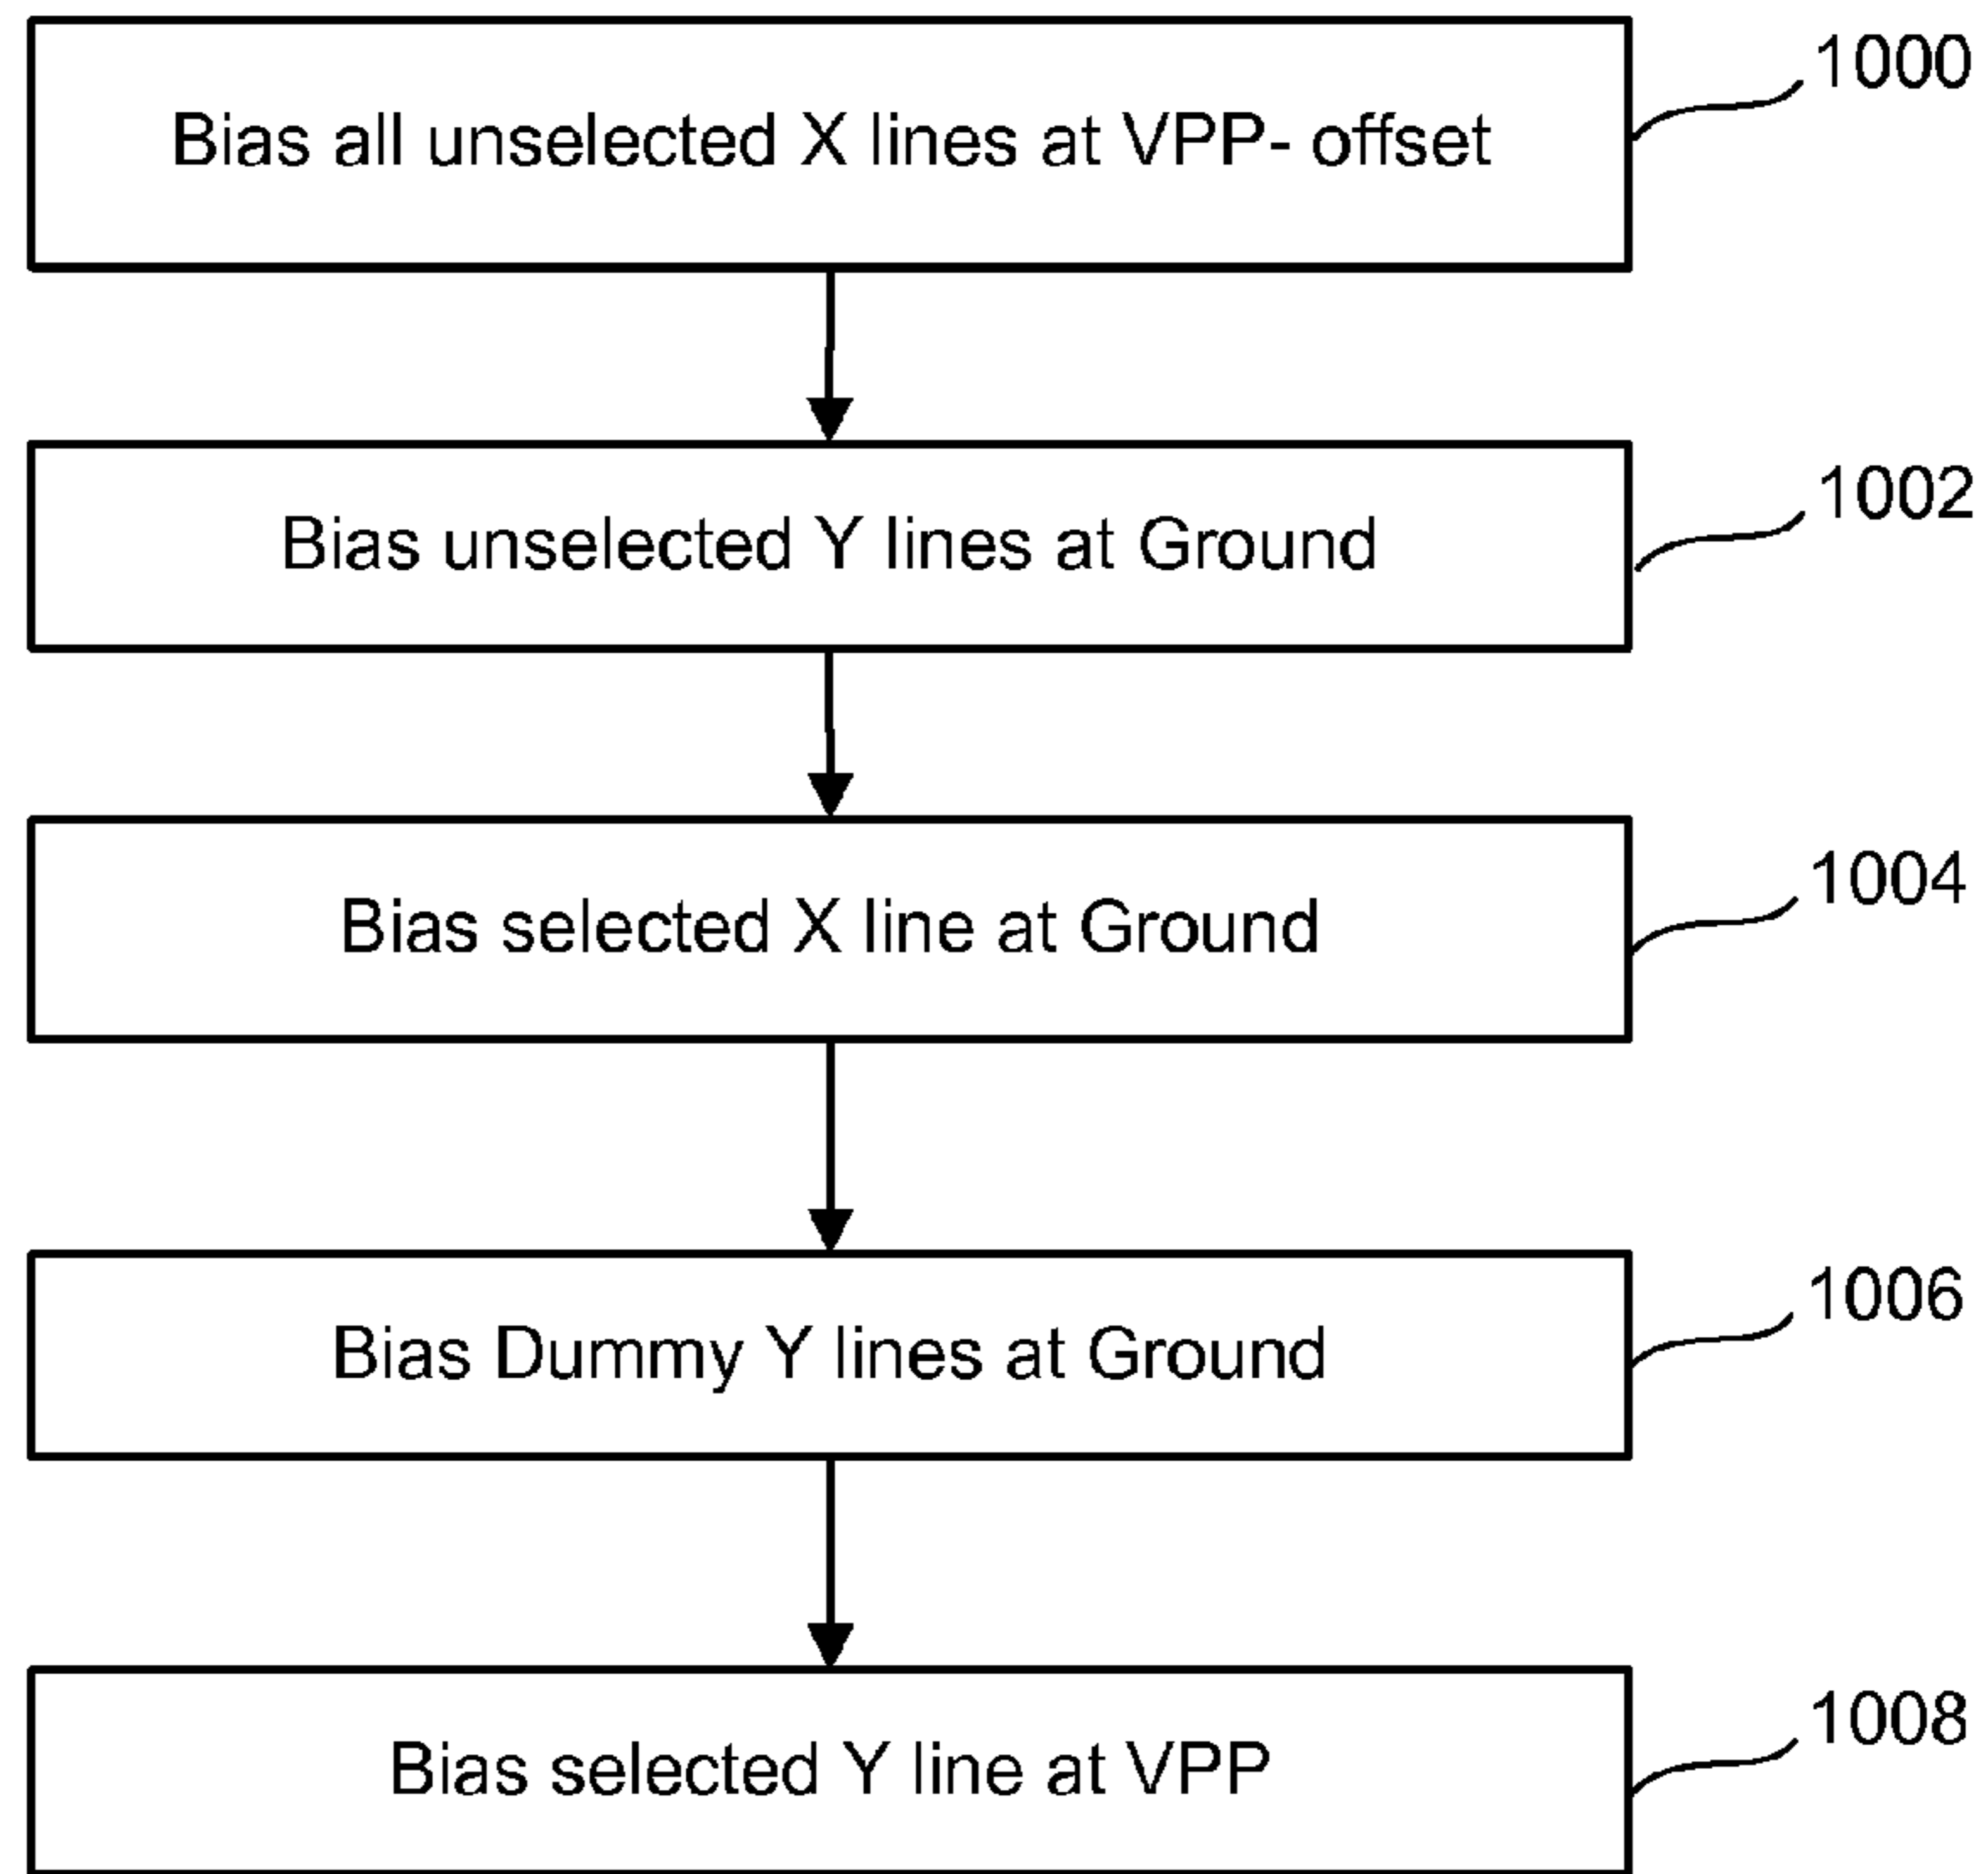 Bias all unselected X lines at VPP- offset
1000
Bias unselected Y lines at Ground
1002
Bias selected X line at Ground
1004
Bias Dummy Y lines at Ground
1006
Bias selected Y line at VPP
1008